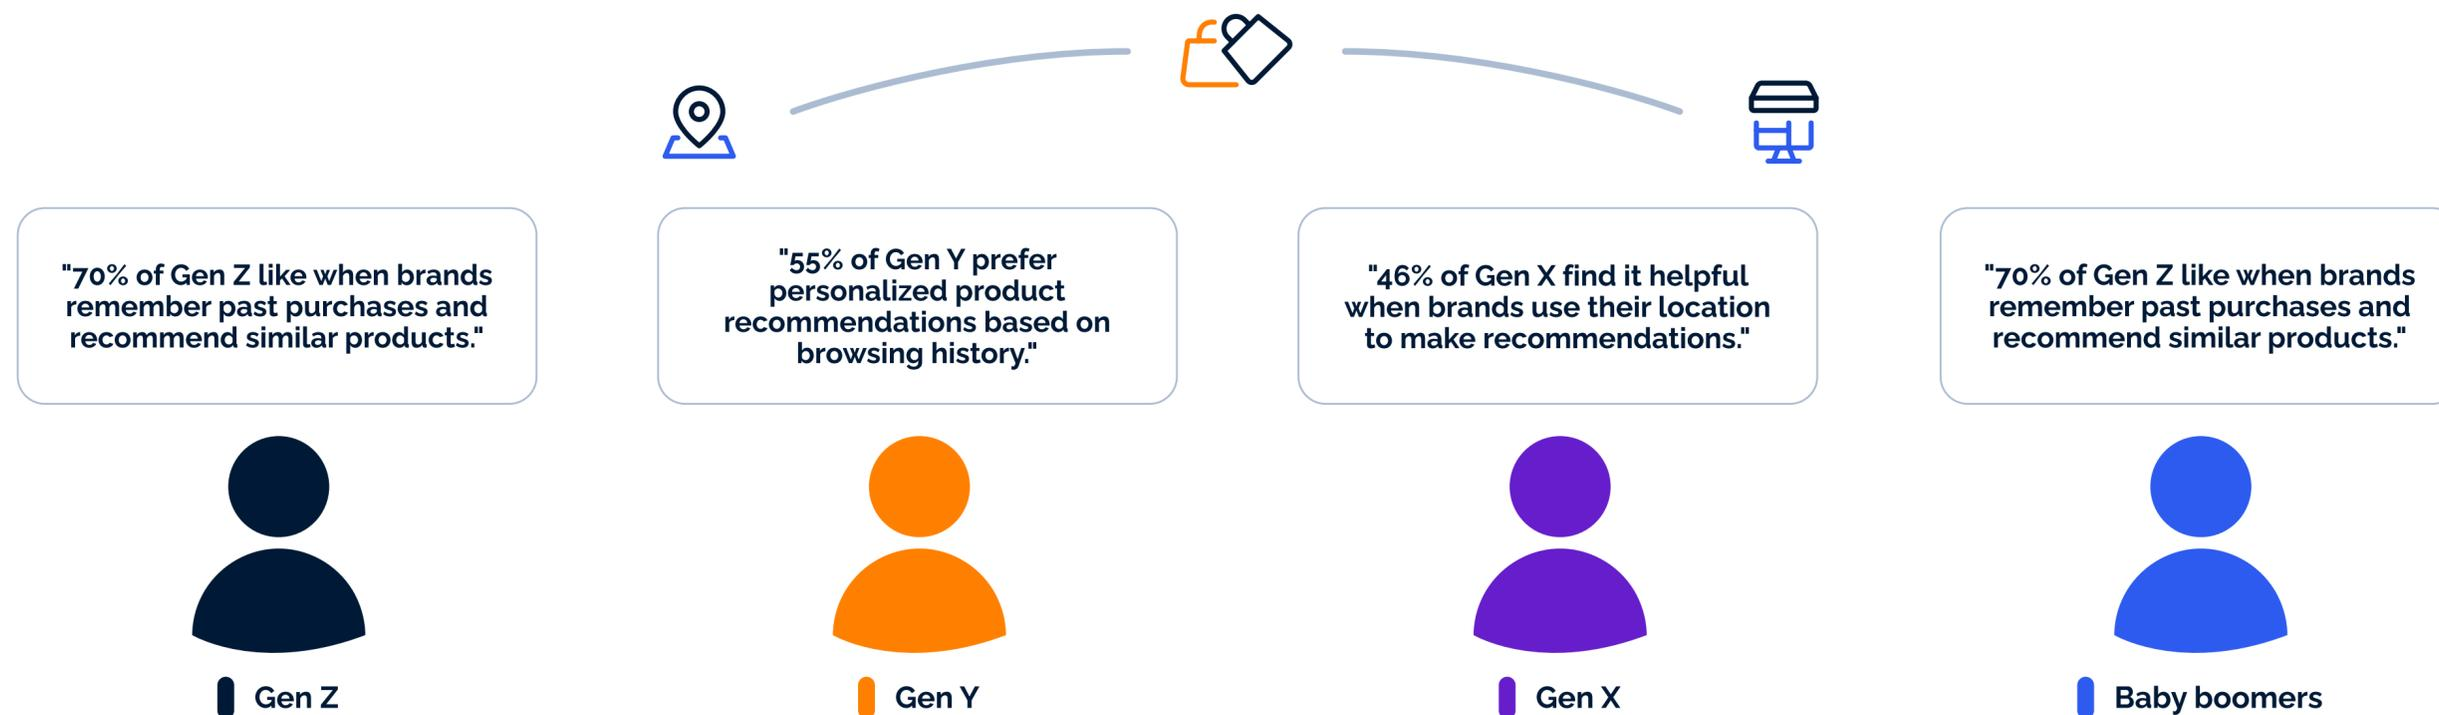 "70% of Gen Z like when brands
remember past purchases and
recommend similar products."
"55% of Gen Y prefer
personalized product
recommendations based on
browsing history."
"46% of Gen X find it helpful
when brands use their location
to make recommendations."
"70% of Gen Z like when brands
remember past purchases and
recommend similar products."
Gen Z
Gen Y
Gen X
Baby boomers